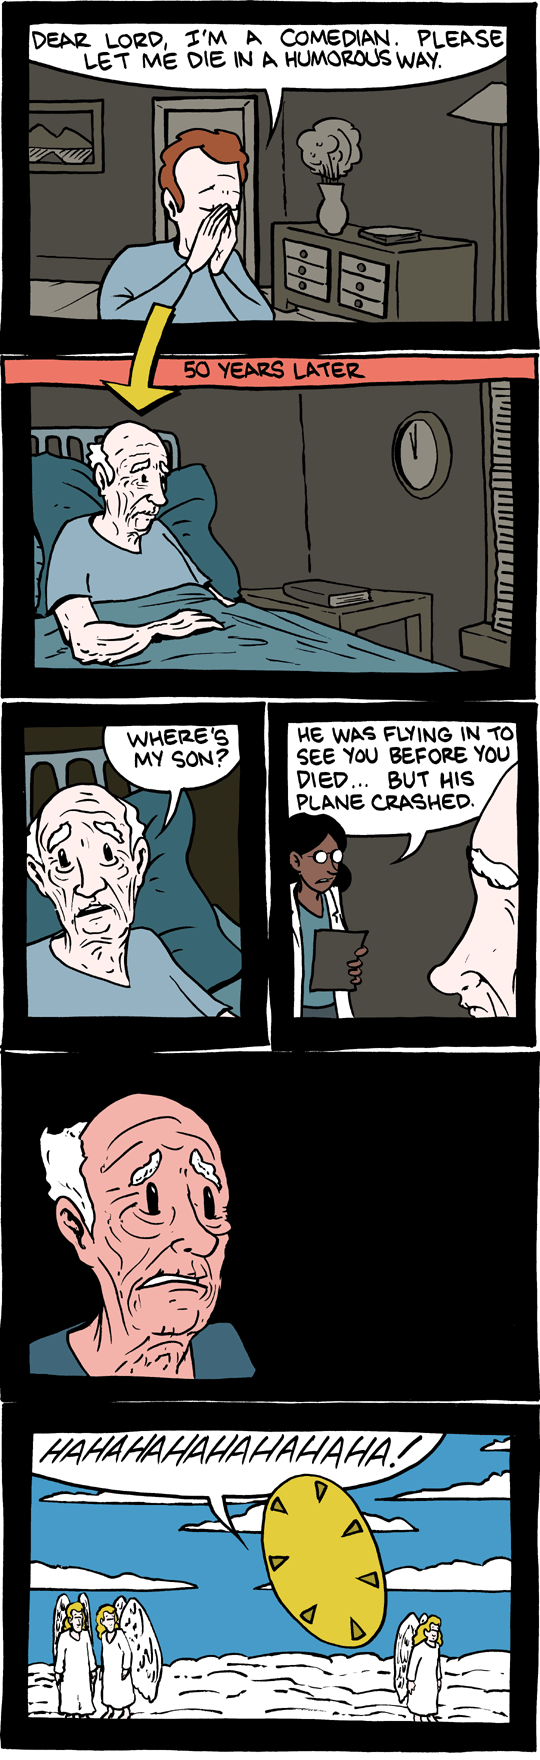 DEAR LORD, I'M A COMEDIAN. PLEASE
LET ME DIE IN A HUMOROUS WAY.
50 YEARS LATER
WHERE'S
MY SON?
HE WAS FLYING IN TO
SEE YOU BEFORE YOU
DIED... BUT HIS
PLANE CRASHED.
HAHAHAHAHAHAHAHAHA!